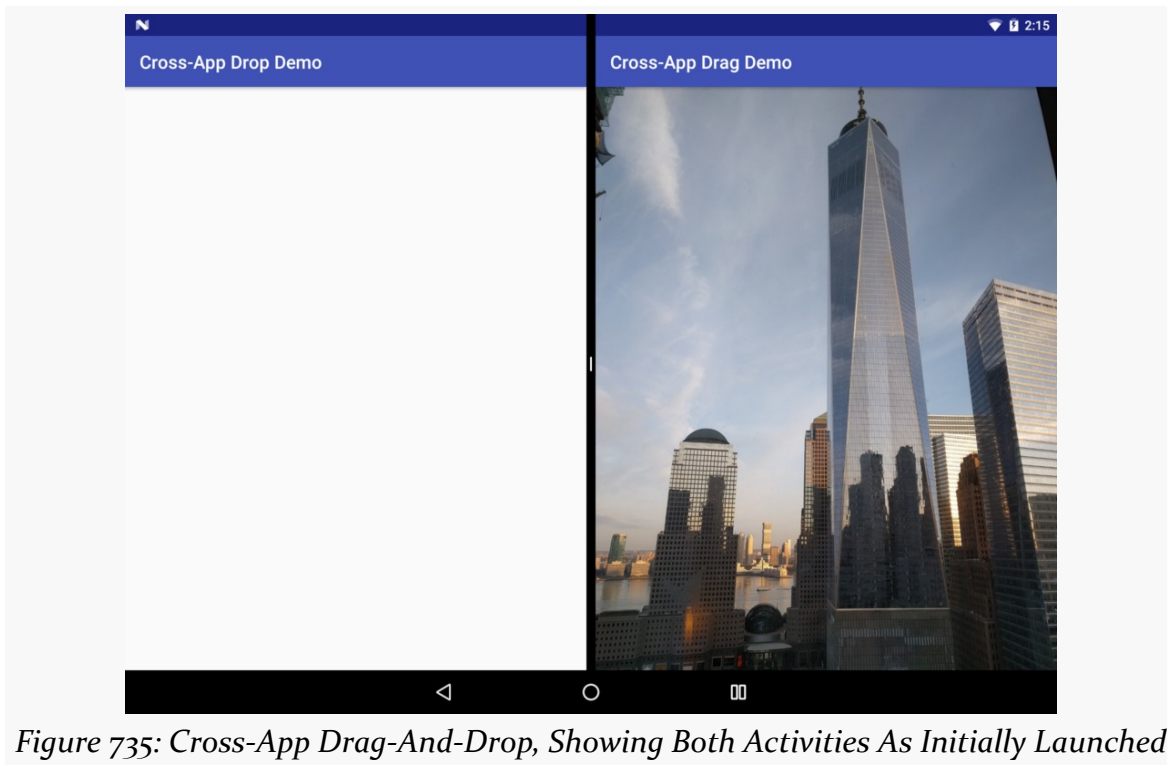 2:15
Cross-App Drop Demo
Cross-App Drag Demo
Figure 735: Cross-App Drag-And-Drop, Showing Both Activities As Initially Launched